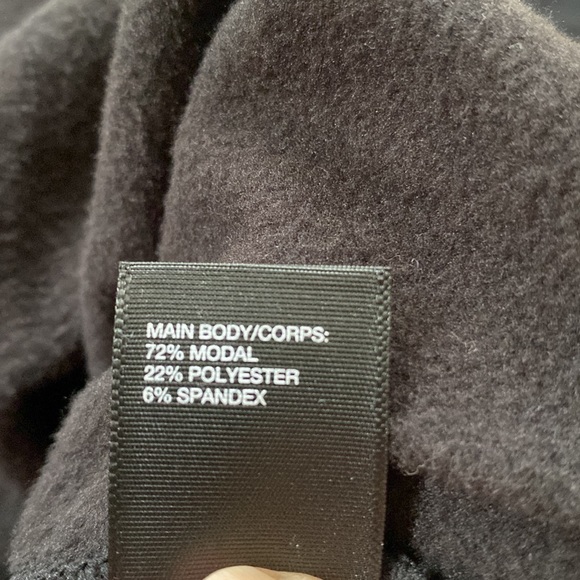 MAIN BODY/CORPS:
72% MODAL
22% POLYESTER
6% SPANDEX